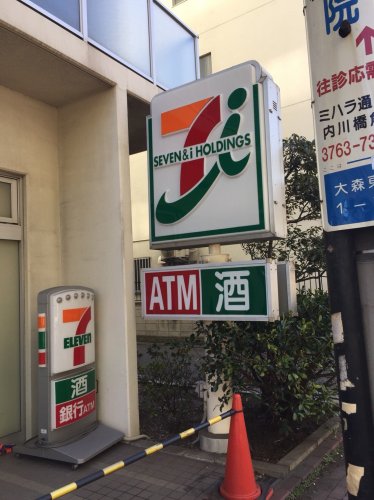 SEVEN&i HOLDINGS
ATM 酒
7
ELEVEN
酒
銀行ATM
院
往診応需
ミハラ通
内川橋
3763-73
大森東
1－